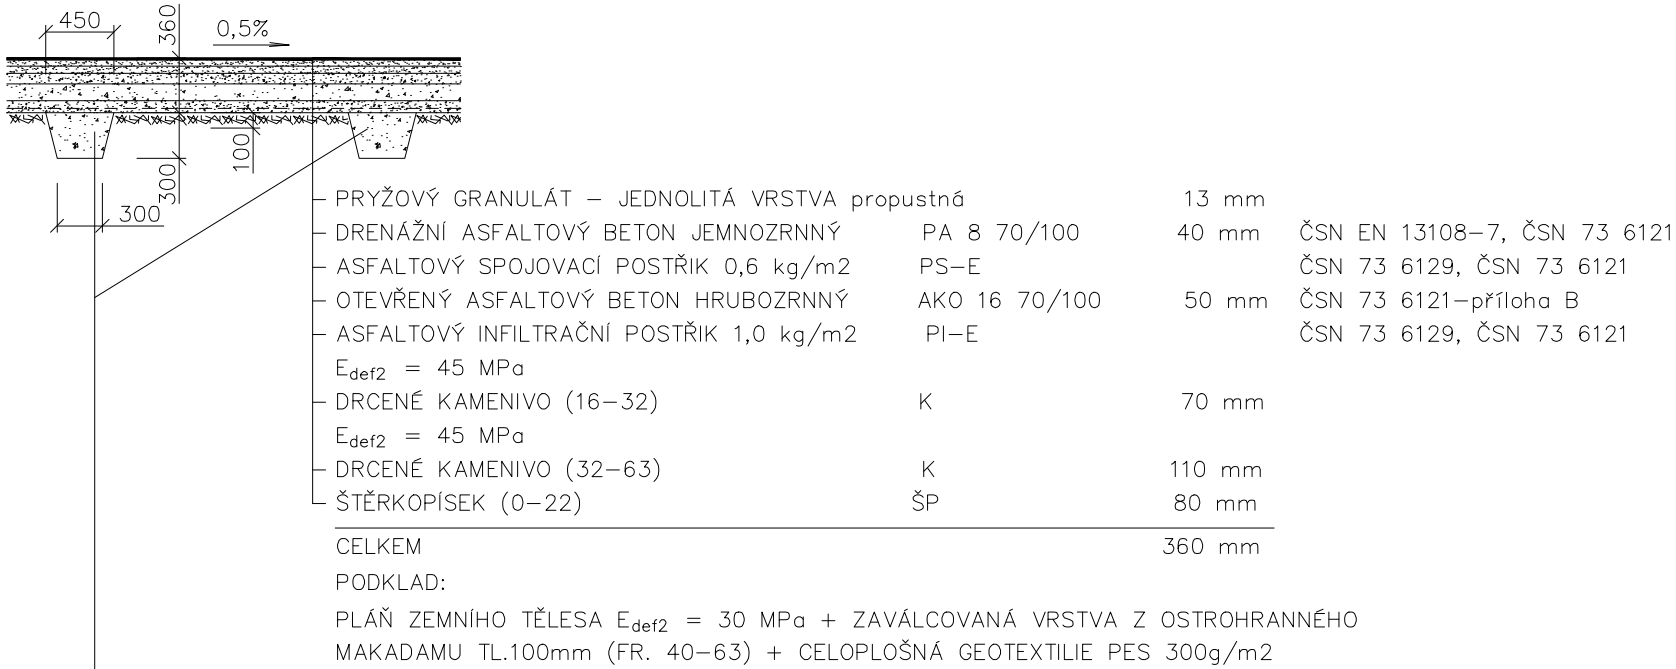 450
360
0,5%
100
300
300
PRYŽOVÝ GRANULÁT – JEDNOLITÁ VRSTVA propustná 13 mm
DRENÁŽNÍ ASFALTOVÝ BETON JEMNOZRNNÝ PA 8 70/100 40 mm ČSN EN 13108–7, ČSN 73 6121
ASFALTOVÝ SPOJOVACÍ POSTŘIK 0,6 kg/m2 PS–E ČSN 73 6129, ČSN 73 6121
OTEVŘENÝ ASFALTOVÝ BETON HRUBOZRNNÝ AKO 16 70/100 50 mm ČSN 73 6121–příloha B
ASFALTOVÝ INFILTRAČNÍ POSTŘIK 1,0 kg/m2 PI–E ČSN 73 6129, ČSN 73 6121
Edef2 = 45 MPa
DRCENÉ KAMENIVO (16–32) K 70 mm
Edef2 = 45 MPa
DRCENÉ KAMENIVO (32–63) K 110 mm
ŠTĚRKOPÍSEK (0–22) ŠP 80 mm
CELKEM 360 mm
PODKLAD:
PLÁŇ ZEMNÍHO TĚLESA Edef2 = 30 MPa + ZAVÁLCOVANÁ VRSTVA Z OSTROHRANNÉHO
MAKADAMU TL.100mm (FR. 40–63) + CELOPLOŠNÁ GEOTEXTILIE PES 300g/m2